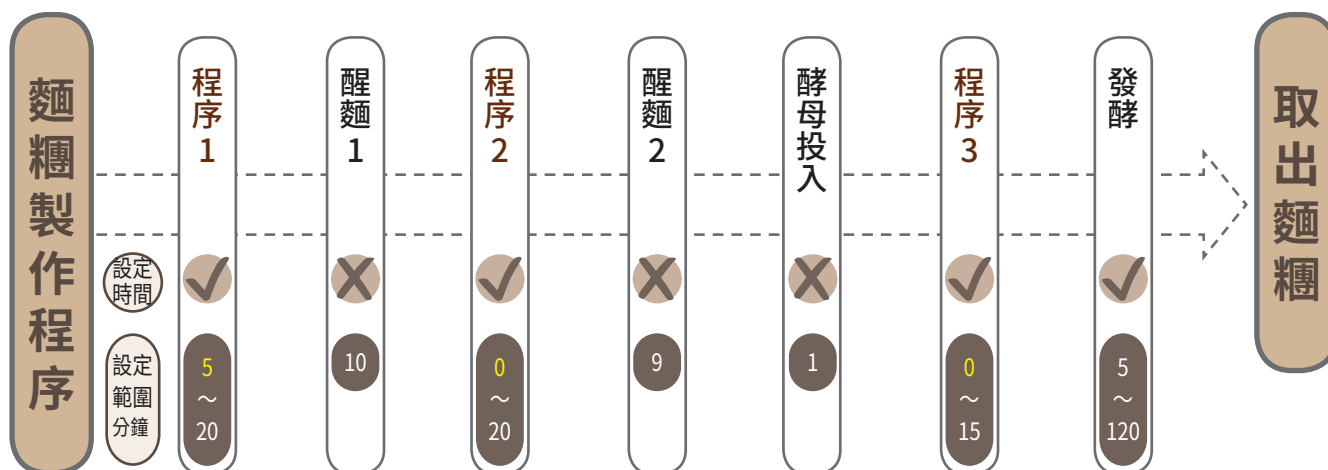 麵糰製作程序
程序1
醒麵1
程序2
醒麵2
酵母投入
程序3
發酵
取出麵糰
設定
時間
設定
範圍
分鐘
5
～
20
10
0
～
20
9
1
0
～
15
5
～
120